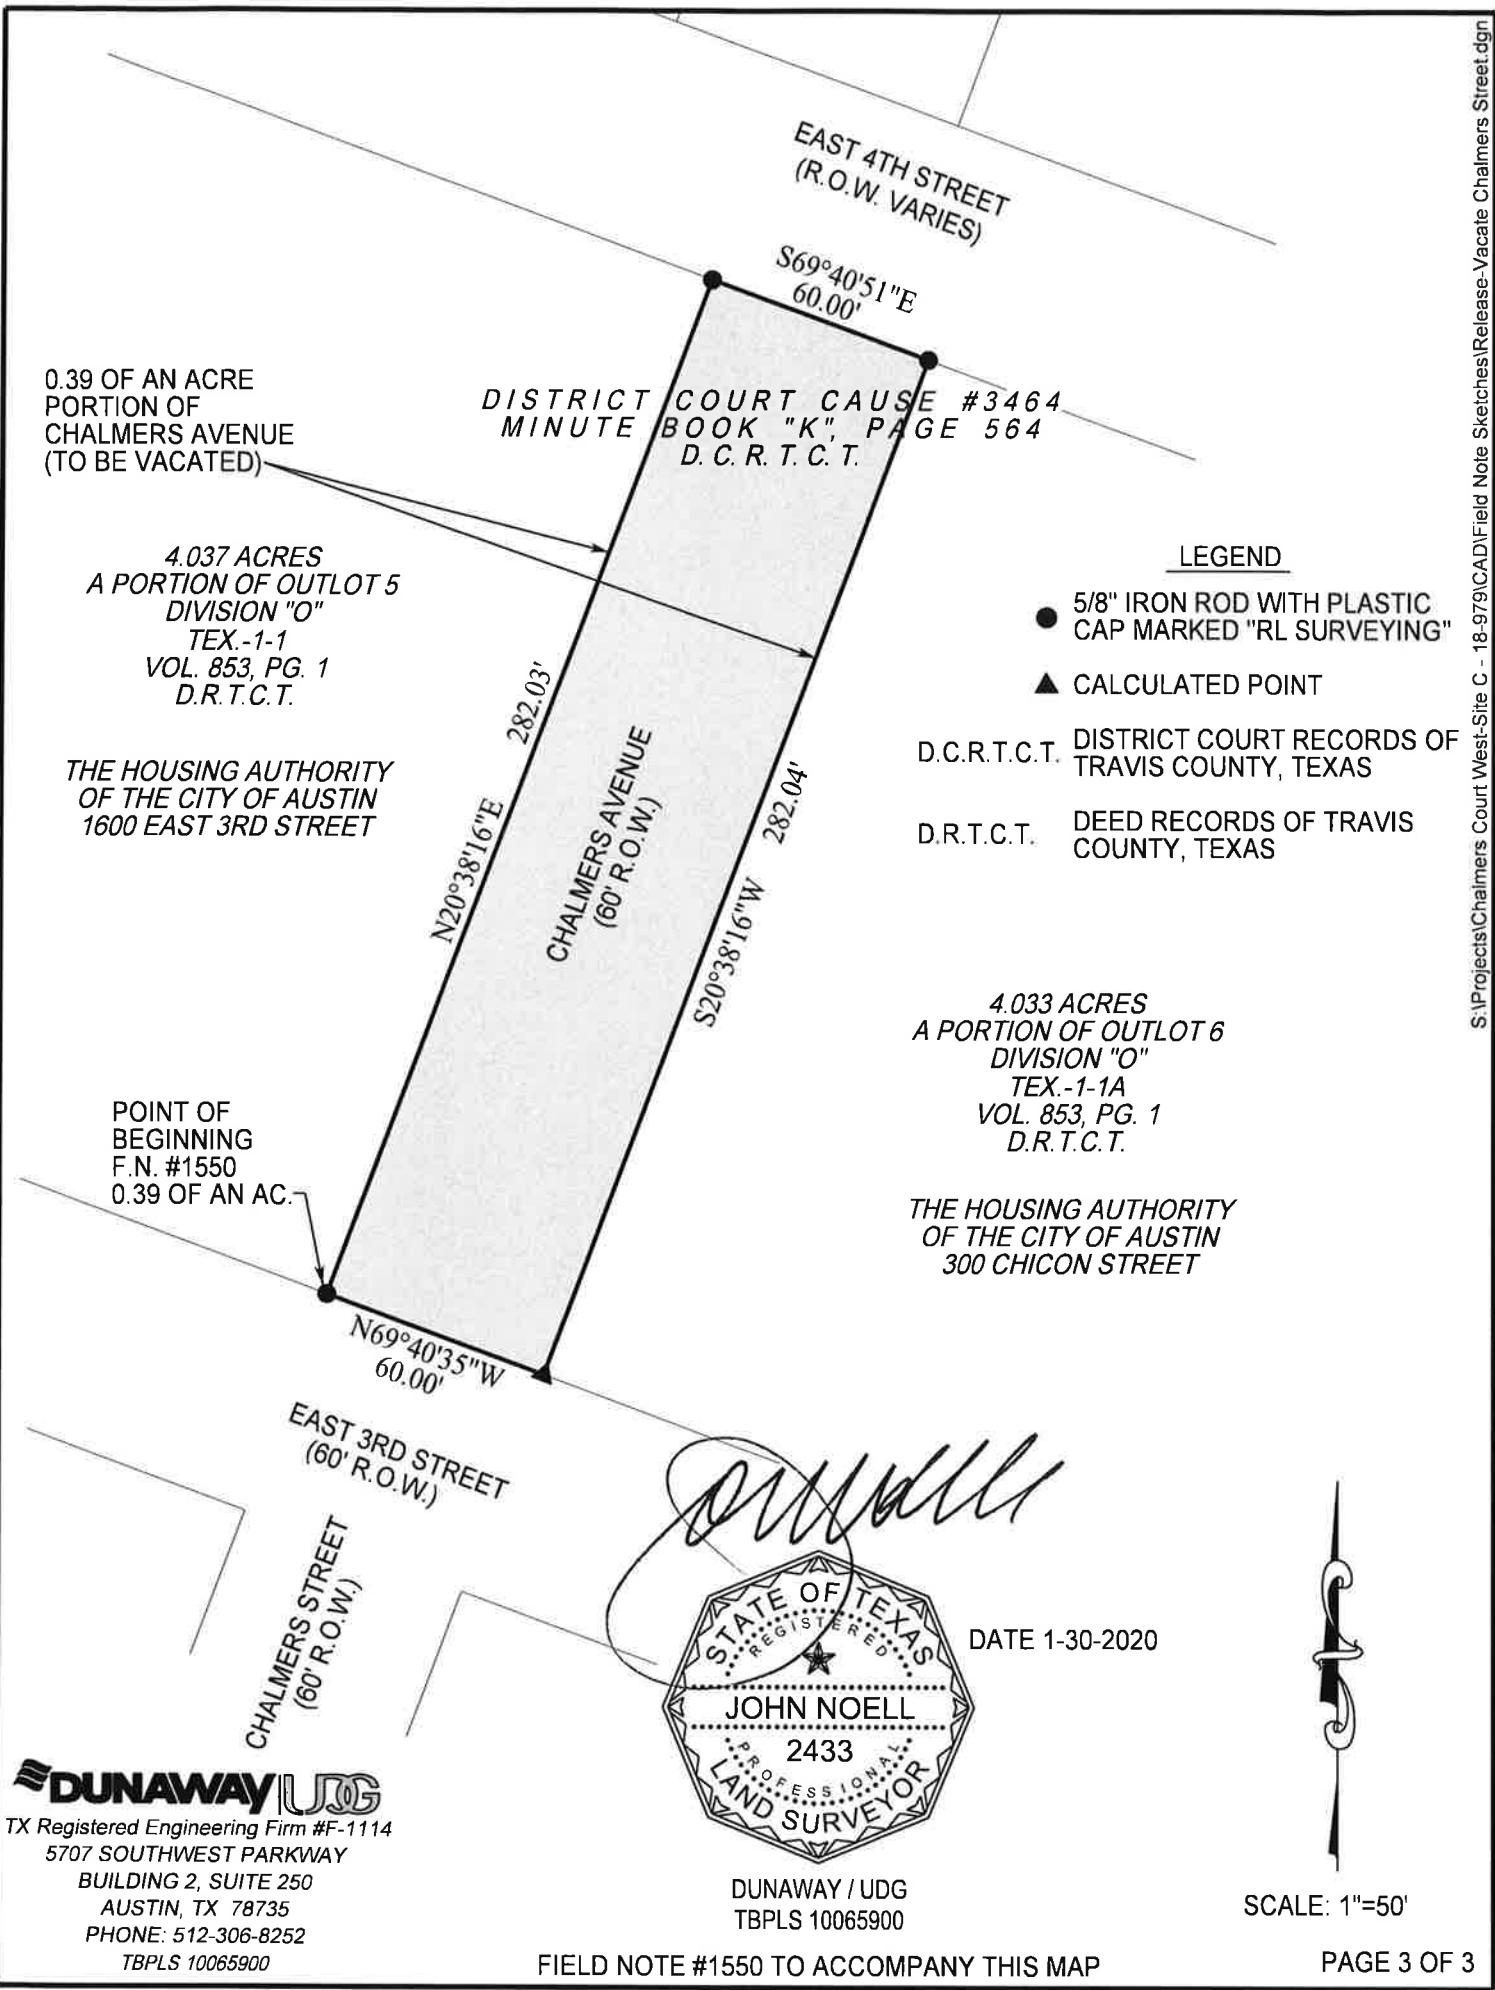 S:\Projects\Chalmers Court West-Site C - 18-979\CAD\Field Note Sketches\Release-Vacate Chalmers Street.dgn
EAST 4TH STREET
(R.O.W. VARIES)
S69°40'51"E
60.00'
0.39 OF AN ACRE
PORTION OF
CHALMERS AVENUE
(TO BE VACATED)
DISTRICT COURT CAUSE #3464
MINUTE BOOK "K", PAGE 564
D.C.R.T.C.T.
4.037 ACRES
A PORTION OF OUTLOT 5
DIVISION "O"
TEX.-1-1
VOL. 853, PG. 1
D.R.T.C.T.
THE HOUSING AUTHORITY
OF THE CITY OF AUSTIN
1600 EAST 3RD STREET
LEGEND
5/8" IRON ROD WITH PLASTIC
CAP MARKED "RL SURVEYING"
CALCULATED POINT
D.C.R.T.C.T. DISTRICT COURT RECORDS OF
TRAVIS COUNTY, TEXAS
D.R.T.C.T. DEED RECORDS OF TRAVIS
COUNTY, TEXAS
N20°38'16"E 282.03'
CHALMERS AVENUE
(60' R.O.W.)
S20°38'16"W 282.04'
4.033 ACRES
A PORTION OF OUTLOT 6
DIVISION "O"
TEX.-1-1A
VOL. 853, PG. 1
D.R.T.C.T.
THE HOUSING AUTHORITY
OF THE CITY OF AUSTIN
300 CHICON STREET
POINT OF
BEGINNING
F.N. #1550
0.39 OF AN AC.
N69°40'35"W
60.00'
EAST 3RD STREET
(60' R.O.W.)
CHALMERS STREET
(60' R.O.W.)
STATE OF TEXAS
REGISTERED
JOHN NOELL
2433
PROFESSIONAL
LAND SURVEYOR
DATE 1-30-2020
DUNAWAY | UDG
TX Registered Engineering Firm #F-1114
5707 SOUTHWEST PARKWAY
BUILDING 2, SUITE 250
AUSTIN, TX 78735
PHONE: 512-306-8252
TBPLS 10065900
DUNAWAY / UDG
TBPLS 10065900
SCALE: 1"=50'
FIELD NOTE #1550 TO ACCOMPANY THIS MAP
PAGE 3 OF 3